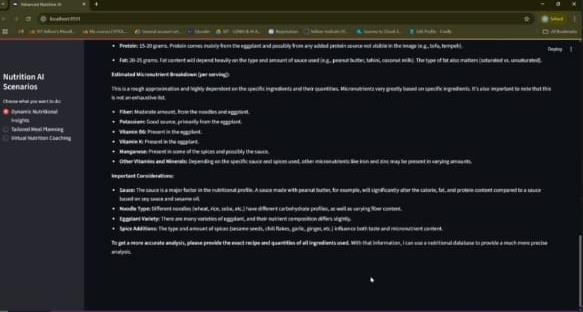 Advanced Nutrition AI
localhost:8501
School
Deploy
Nutrition AI
Scenarios
Choose what you want to do:
Dynamic Nutritional
Insights
Tailored Meal Planning
Virtual Nutrition Coaching
• Protein: 15-20 grams. Protein comes mainly from the eggplant and possibly from any added protein source not visible in the image (e.g., tofu, tempeh).
• Fat: 20-25 grams. Fat content will depend heavily on the type and amount of sauce used (e.g., peanut butter, tahini, coconut milk). The type of fat also matters (saturated vs. unsaturated).
Estimated Micronutrient Breakdown (per serving):
This is a rough approximation and highly dependent on the specific ingredients and their quantities. Micronutrients vary greatly based on specific ingredients. It's also important to note that this
is not an exhaustive list.
• Fiber: Moderate amount, from the noodles and eggplant.
• Potassium: Good source, primarily from the eggplant.
• Vitamin B6: Present in the eggplant.
• Vitamin K: Present in the eggplant.
• Manganese: Present in some of the spices and possibly the sauce.
• Other Vitamins and Minerals: Depending on the specific sauce and spices used, other micronutrients like iron and zinc may be present in varying amounts.
Important Considerations:
• Sauce: The sauce is a major factor in the nutritional profile. A sauce made with peanut butter, for example, will significantly alter the calorie, fat, and protein content compared to a sauce
based on soy sauce and sesame oil.
• Noodle Type: Different noodles (wheat, rice, soba, etc.) have different carbohydrate profiles, as well as varying fiber content.
• Eggplant Variety: There are many varieties of eggplant, and their nutrient composition differs slightly.
• Spice Additions: The type and amount of spices (sesame seeds, chili flakes, garlic, ginger, etc.) influence both taste and micronutrient content.
To get a more accurate analysis, please provide the exact recipe and quantities of all ingredients used. With that information, I can use a nutritional database to provide a much more precise
analysis.